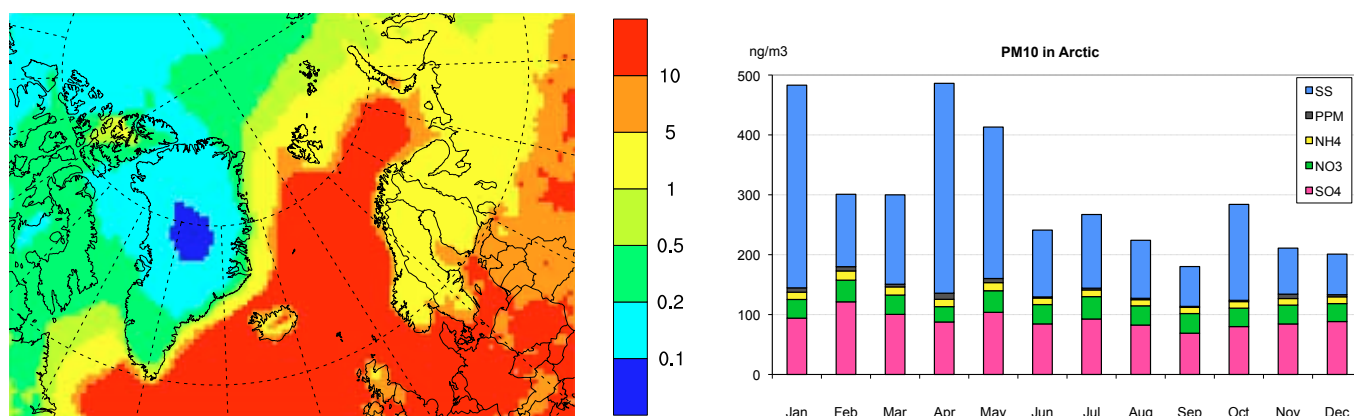 10
5
1
0.5
0.2
0.1
ng/m3
PM10 in Arctic
500
400
300
200
100
0
SS
PPM
NH4
NO3
SO4
Jan Feb Mar Apr May Jun Jul Aug Sep Oct Nov Dec